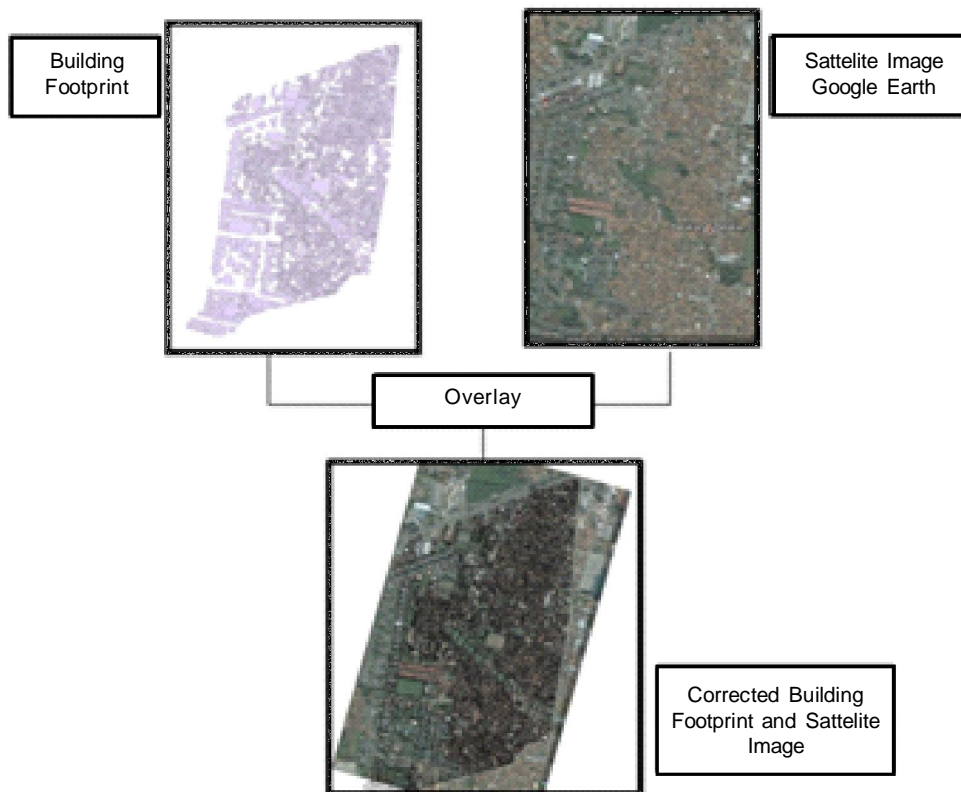 Building
Footprint
Sattelite Image
Google Earth
Overlay
Corrected Building
Footprint and Sattelite
Image